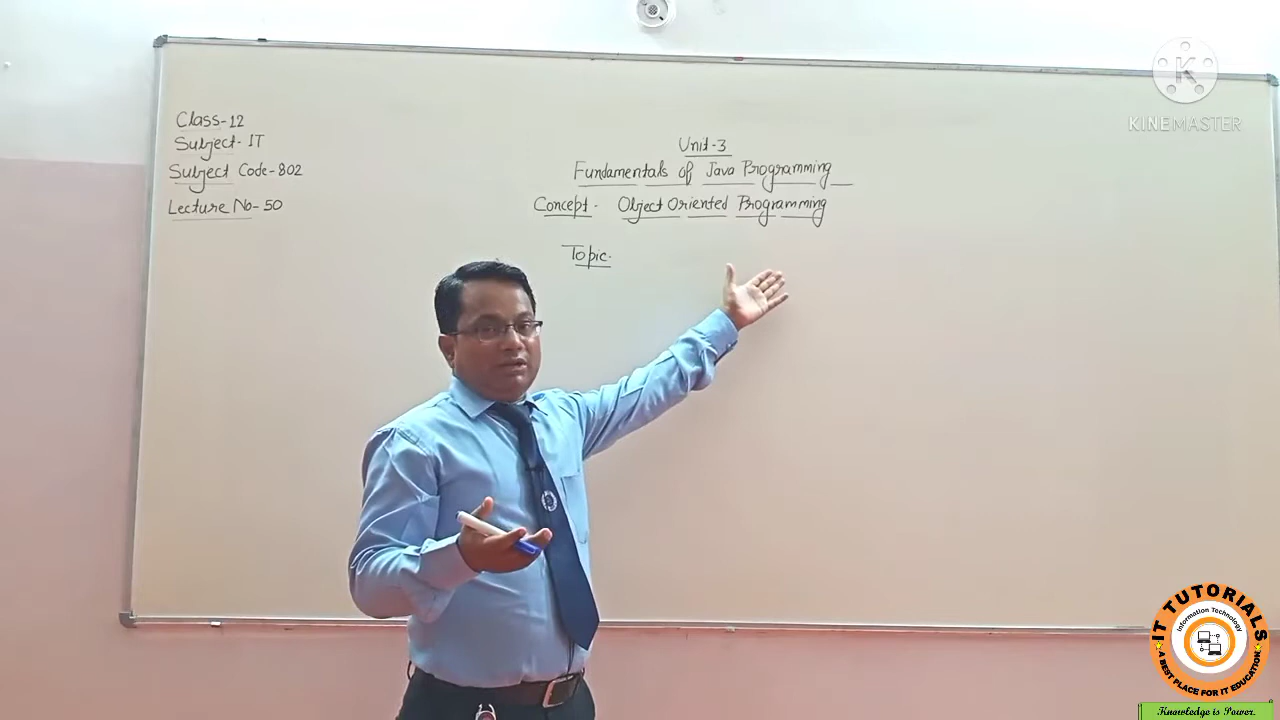 Class-12
Subject- IT
Subject Code-802
Lecture No-50
Unit-3
Fundamentals of Java Programming
Concept- Object Oriented Programming
Topic-
K
KINEMASTER
IT TUTORIALS
Information Technology
A BEST PLACE FOR IT EDUCATION
Knowledge is Power.